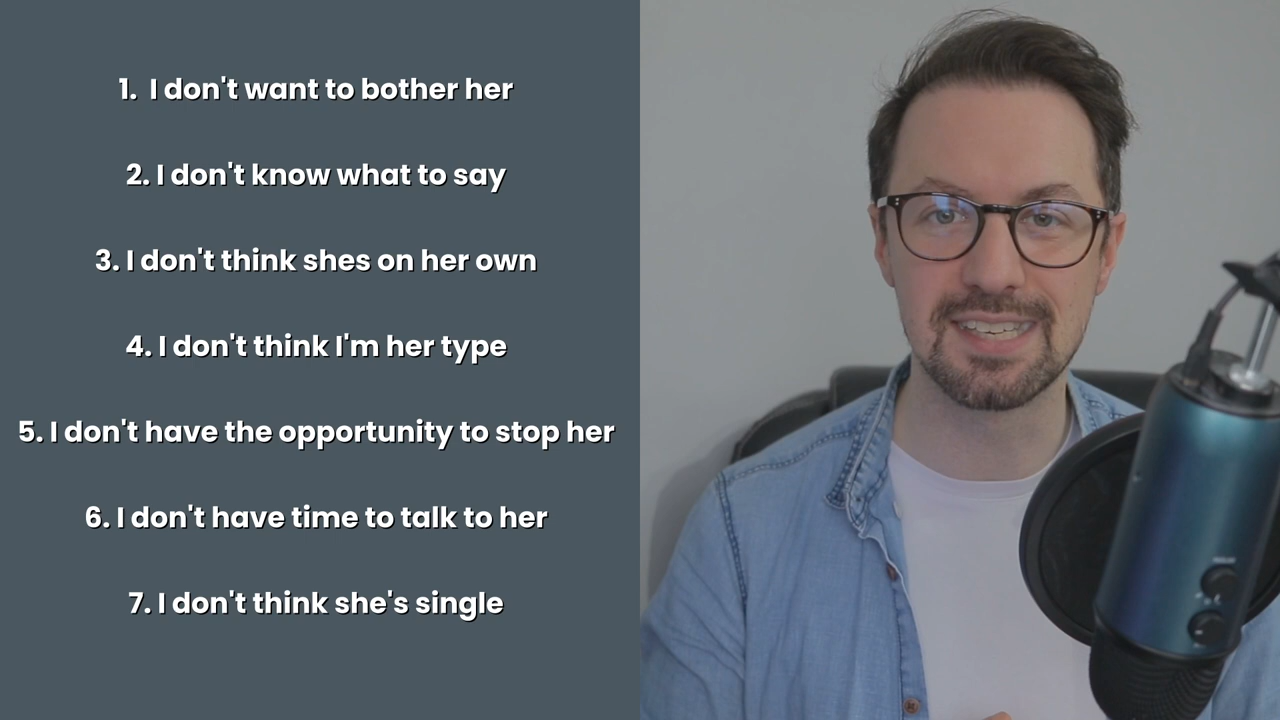 1. I don't want to bother her
2. I don't know what to say
3. I don't think shes on her own
4. I don't think I'm her type
5. I don't have the opportunity to stop her
6. I don't have time to talk to her
7. I don't think she's single